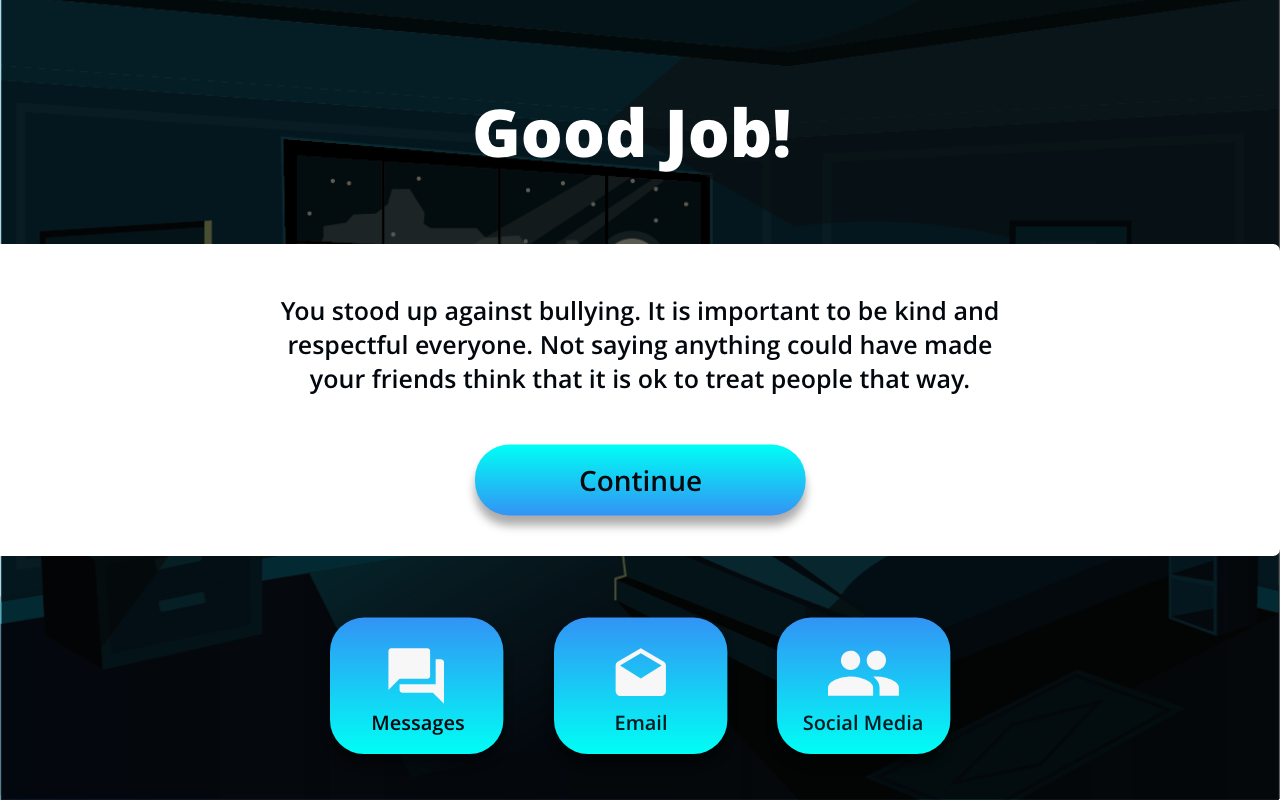 Good Job!
You stood up against bullying. It is important to be kind and
respectful everyone. Not saying anything could have made
your friends think that it is ok to treat people that way.
Continue
Messages
Email
Social Media